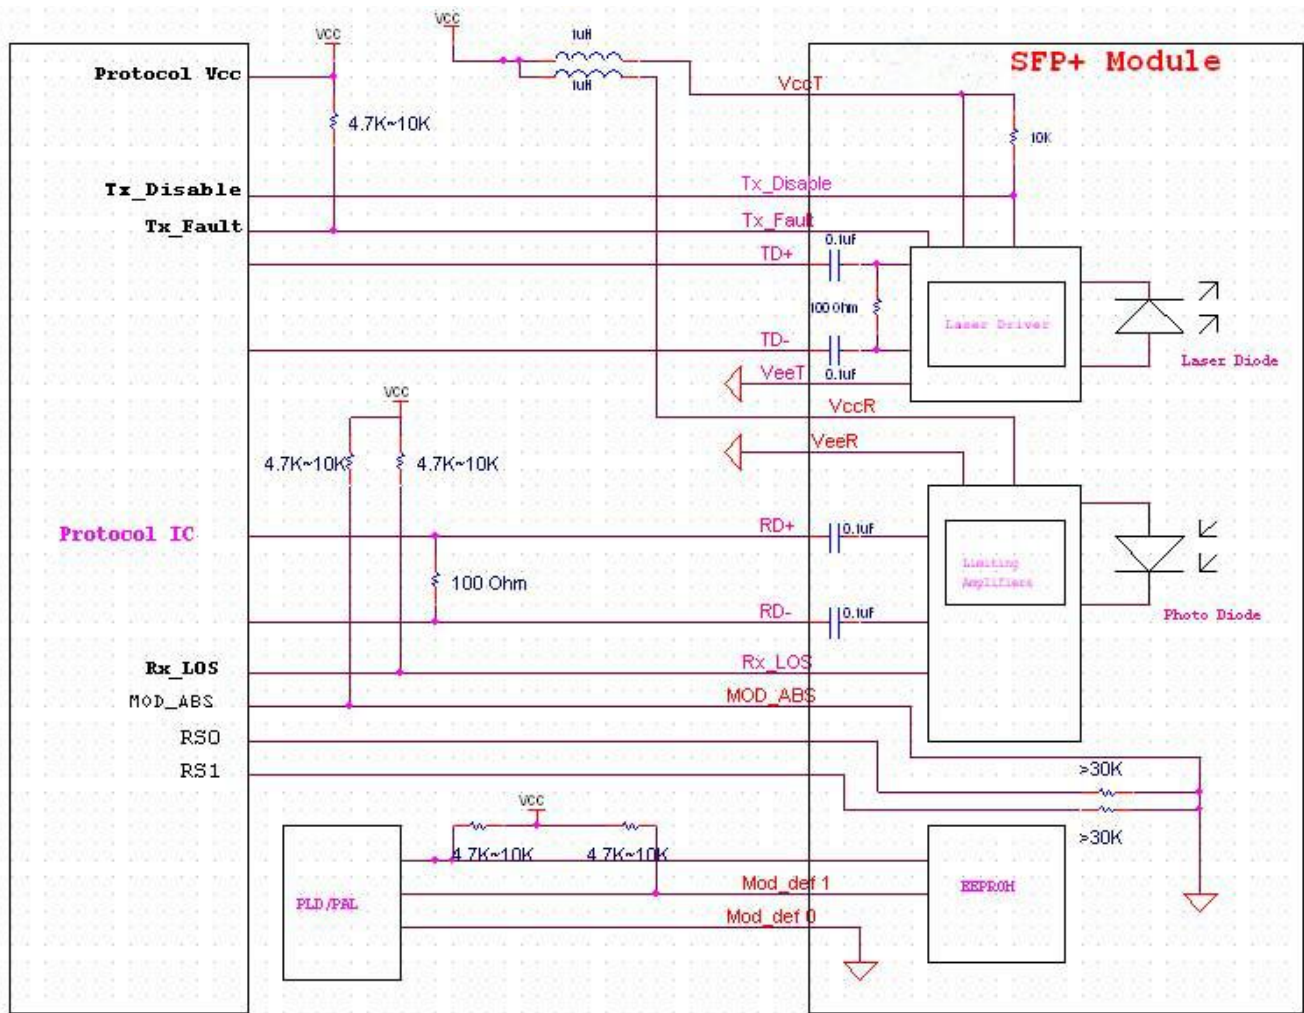 VCC
VCC
1uH
1uH
SFP+ Module
Protocol Vcc
VccT
4.7K~10K
10K
Tx_Disable
Tx_Disable
Tx_Fault
Tx_Fault
0.1uf
TD+
100 Ohm
Laser Driver
TD-
Laser Diode
VeeT
0.1uf
VCC
VccR
VeeR
4.7K~10K
4.7K~10K
Protocol IC
RD+
0.1uf
Limiting
Amplifiers
100 Ohm
RD-
0.1uf
Photo Diode
Rx_LOS
Rx_LOS
MOD_ABS
MOD_ABS
RS0
RS1
>30K
VCC
>30K
4.7K~10K
4.7K~10K
Mod_def 1
EEPROM
PLD/PAL
Mod_def 0